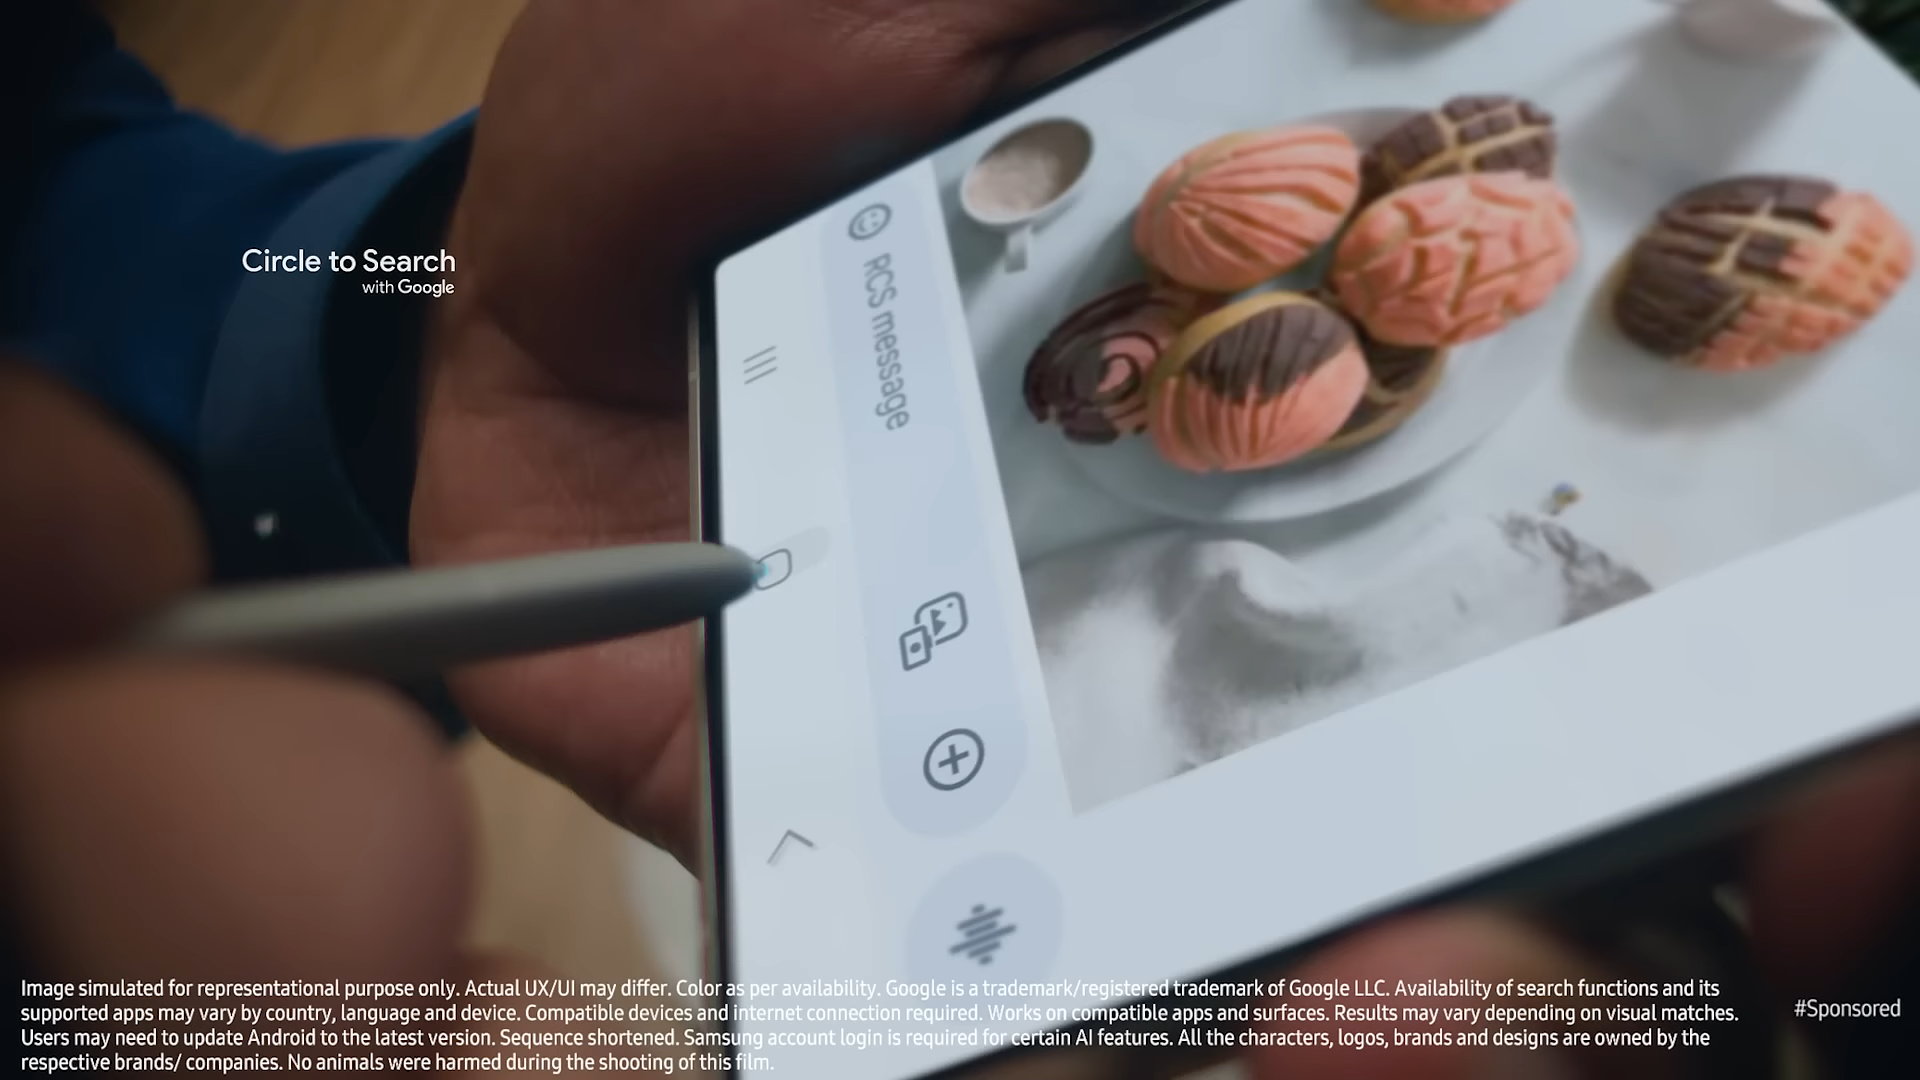 Circle to Search
with Google
RCS message
Image simulated for representational purpose only. Actual UX/UI may differ. Color as per availability. Google is a trademark/registered trademark of Google LLC. Availability of search functions and its
supported apps may vary by country, language and device. Compatible devices and internet connection required. Works on compatible apps and surfaces. Results may vary depending on visual matches.
Users may need to update Android to the latest version. Sequence shortened. Samsung account login is required for certain AI features. All the characters, logos, brands and designs are owned by the
respective brands/ companies. No animals were harmed during the shooting of this film.
#Sponsored